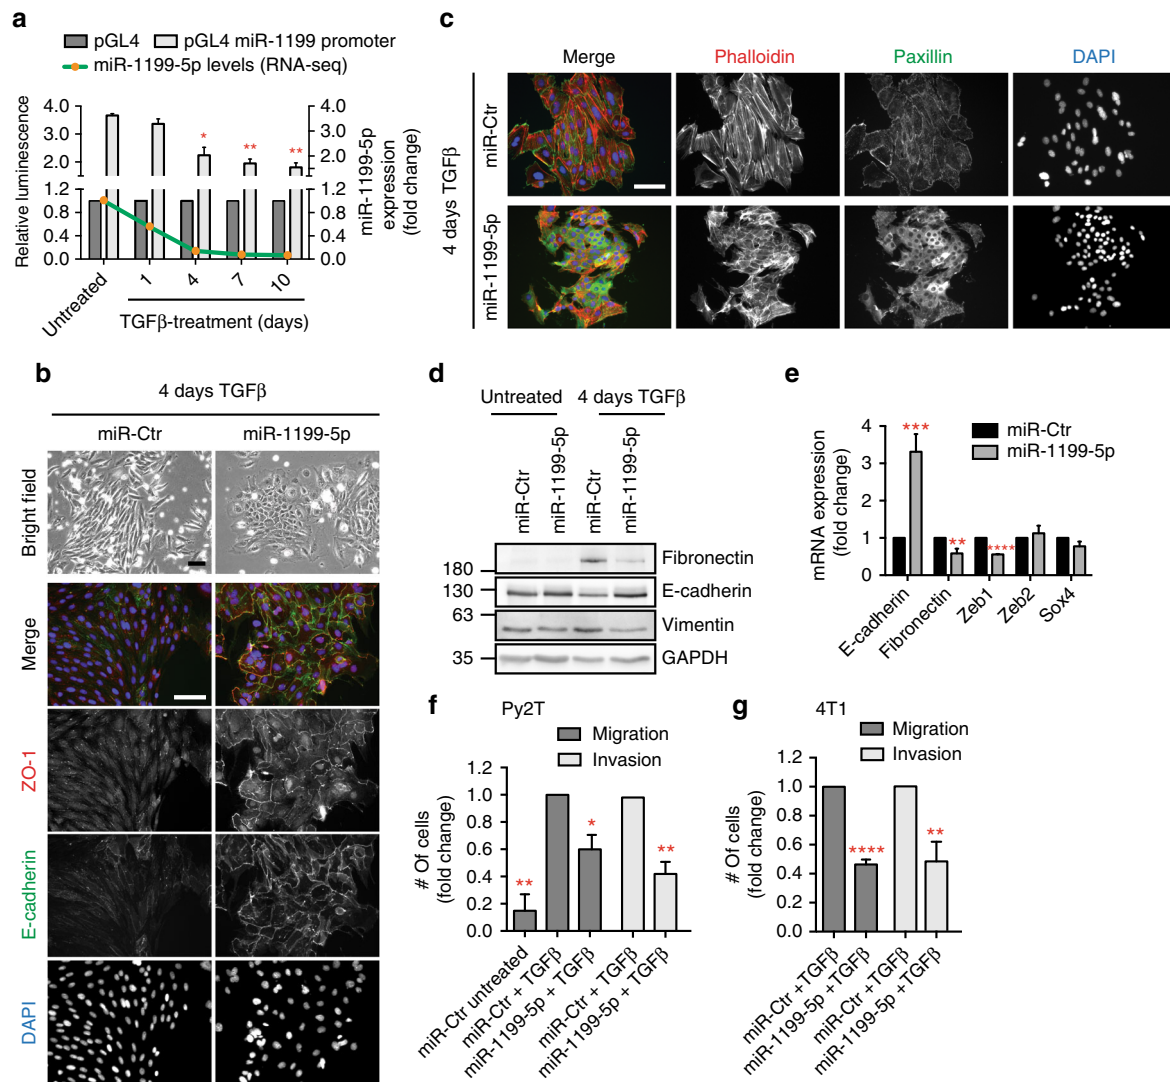 a
pGL4 pGL4 miR-1199 promoter
miR-1199-5p levels (RNA-seq)
Relative luminescence
4.0
3.0
2.0
1.2
0.8
0.4
0.0
* ** **
4.0
3.0
2.0
1.2
0.8
0.4
0.0
miR-1199-5p
expression
(fold change)
Untreated 1 4 7 10
TGFβ-treatment (days)
b
4 days TGFβ
miR-Ctr miR-1199-5p
Bright field
Merge
ZO-1
E-cadherin
DAPI
c
Merge Phalloidin Paxillin DAPI
4 days TGFβ
miR-Ctr
miR-1199-5p
d
Untreated 4 days TGFβ
miR-Ctr miR-1199-5p miR-Ctr miR-1199-5p
180 Fibronectin
130 E-cadherin
63 Vimentin
35 GAPDH
e
miR-Ctr
miR-1199-5p
mRNA expression
(fold change)
4
3
2
1
0
*** ** ****
E-cadherin Fibronectin Zeb1 Zeb2 Sox4
f
Py2T
Migration
Invasion
# Of cells
(fold change)
1.2
1.0
0.8
0.6
0.4
0.2
0.0
** * **
miR-Ctr untreated
miR-Ctr + TGFβ
miR-1199-5p + TGFβ
miR-Ctr + TGFβ
miR-1199-5p + TGFβ
g
4T1
Migration
Invasion
# Of cells
(fold change)
1.2
1.0
0.8
0.6
0.4
0.2
0.0
**** **
miR-Ctr +TGFβ
miR-1199-5p +TGFβ
miR-Ctr +TGFβ
miR-1199-5p +TGFβ